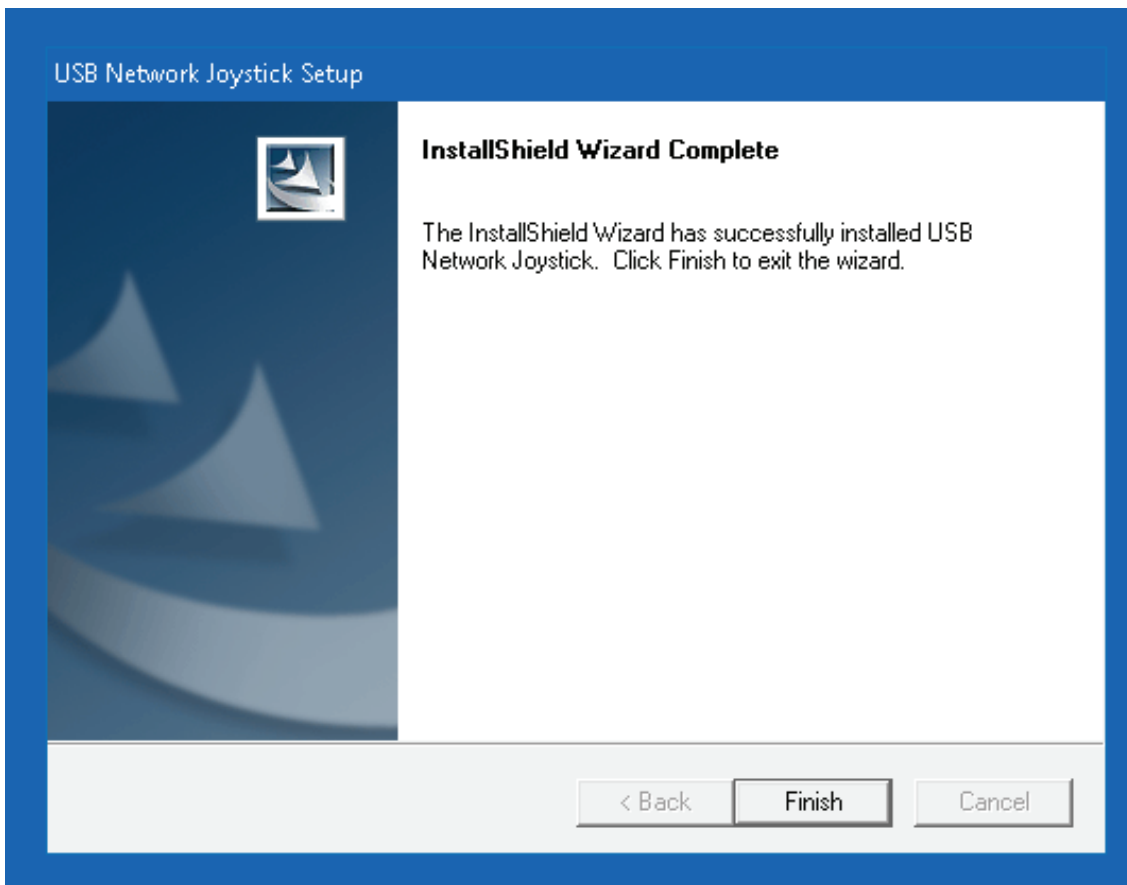 USB Network Joystick Setup
InstallShield Wizard Complete
The InstallShield Wizard has successfully installed USB
Network Joystick. Click Finish to exit the wizard.
< Back
Finish
Cancel